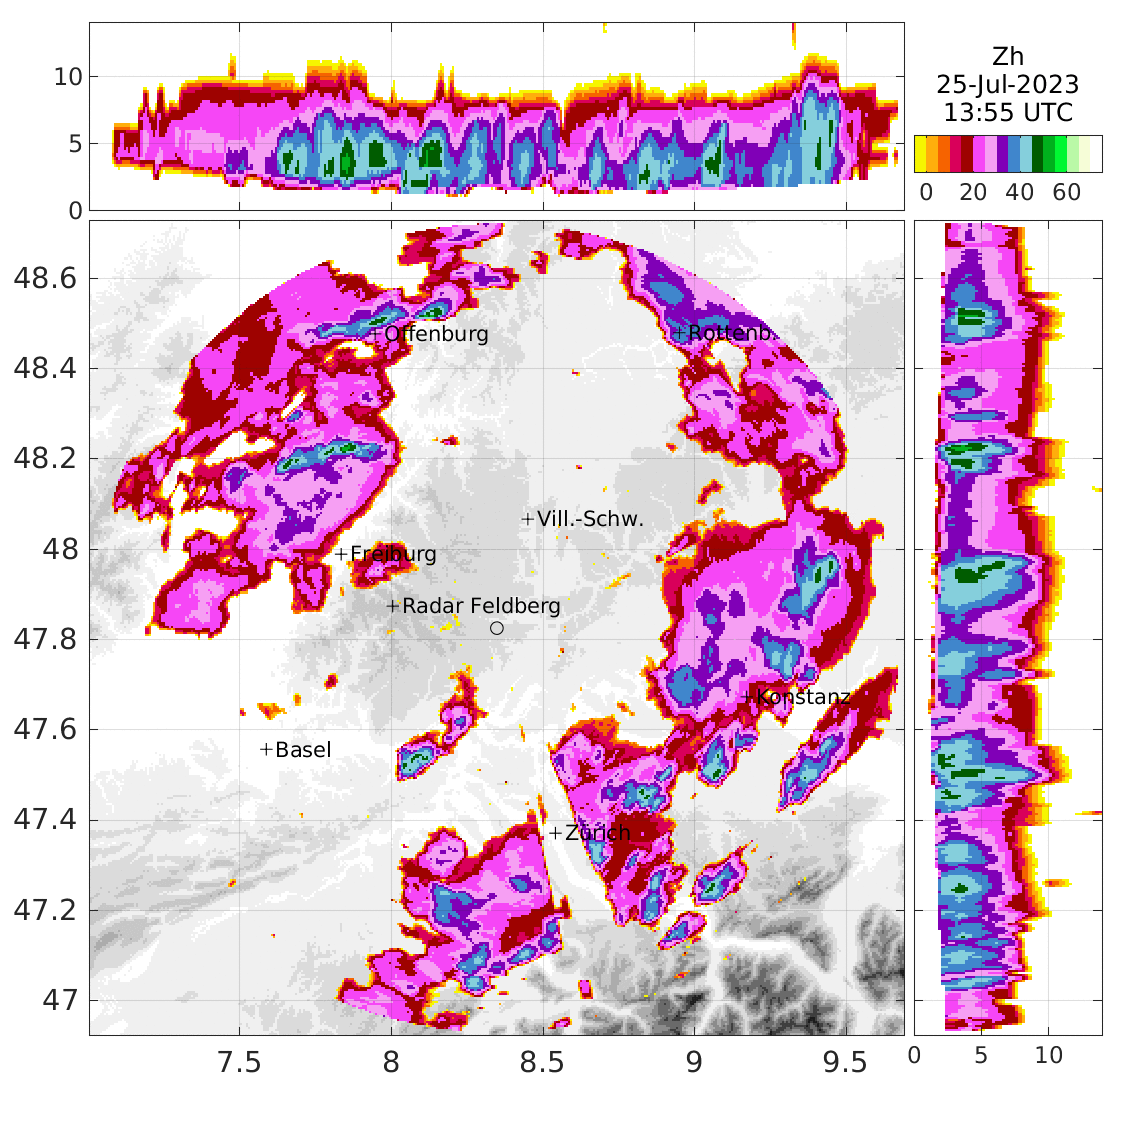 10
5
0
Zh
25-Jul-2023
13:55 UTC
0 20 40 60
48.6
48.4
48.2
48
47.8
47.6
47.4
47.2
47
+Offenburg
+Rottenb.
+Vill.-Schw.
+Freiburg
+Radar Feldberg
+Konstanz
+Basel
+Zürich
7.5 8 8.5 9 9.5
0 5 10